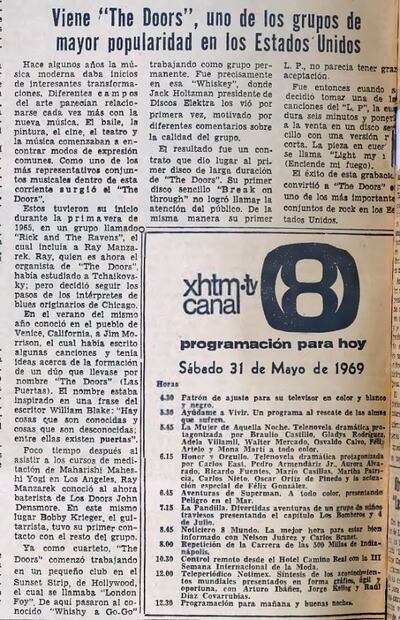 Viene "The Doors", uno de los grupos de
mayor popularidad en los Estados Unidos
Hace algunos años la mú-
sica moderna daba inicios
de interesantes transforma-
ciones. Diferentes campos
del arte parecían relacio-
narse cada vez más con la
nueva música. El baile, la
pintura, el cine, el teatro y
la música comenzaban a en-
contrar modos de expresión
comunes. Como uno de los
más representativos conjun-
tos musicales dentro de esta
corriente surgió el "The
Doors".
Estos tuvieron su inicio
durante la primavera de
1965, en un grupo llamado
"Rick and The Ravens", el
cual incluía a Ray Manza-
rek. Ray, quien es ahora el
organista de "The Doors",
había estudiado a Tchaikovs-
ky; pero decidió seguir los
pasos de los intérpretes de
blues originarios de Chicago.
En el verano del mismo
año conoció en el pueblo de
Venice, California, a Jim Mo-
rrison, el cual había escrito
algunas canciones y tenía
ideas acerca de la formación
de un dúo que llevase por
nombre "The Doors" (Las
Puertas). El nombre estaba
inspirado en una frase del
escritor William Blake: "Hay
cosas que son conocidas y
cosas que son desconocidas;
entre ellas existen puertas".
Poco tiempo después al
asistir a los cursos de medi-
tación de Maharishi Mahes-
hi Yogi en Los Angeles, Ray
Manzarek conoció al ahora
baterista de Los Doors John
Densmore. En ese mismo
lugar Bobby Krieger, el gui-
tarrista, tuvo su primer con-
tacto con el resto del grupo.
Ya como cuarteto, "The
Doors" comenzó trabajando
en un pequeño club en el
Sunset Strip, de Hollywood,
el cual se llamaba "London
Foy". De aquí pasaron al co-
nocido "Whishy a Go-Go"
trabajando como grupo per-
manente. Fue precisamente
en esa "Whiskey", donde
Jack Holtzman presidente de
Discos Elektra los vió por
primera vez, motivado por
diferentes comentarios sobre
la calidad del grupo.
El resultado fue un con-
trato que dio lugar al pri-
mer disco de larga duración
de "The Doors". Su primer
disco sencillo "Break on
through" no logró llamar la
atención del público. De la
misma manera su primer
L. P., no parecía tener gran
aceptación.
Fue entonces cuando s
decidió tomar una de las
canciones del "L. P", la cua
dura seis minutos y poner
a la venta en un disco sen
cillo con una versión y
corta. La pieza en cues
se llama "Light my f
(Enciende mi fuego).
El éxito de esta grabació
convirtió a "The Doors" e
uno de los más importante
conjuntos de rock en los Es
tados Unidos.
xhtm-tv
canal 8
programación para hoy
Sábado 31 de Mayo de 1969
Horas
4.30 Patrón de ajuste para su televisor en color y blanco
y negro.
5.30 Ayúdame a Vivir. Un programa al rescate de las almas
que sufren.
5.45 La Mujer de Aquella Noche. Telenovela dramática pro-
tagonizada por Braulio Castillo, Gladys Rodríguez,
Adela Villamil, Walter Mercado, Osvaldo Calvo, Félix
Artelo y Mona Marti a todo color.
6.15 Honor y Orgullo. Telenovela dramática protagonizada
por Carlos East, Pedro Armendáriz Jr. Aurora Alva-
rado, Ricardo Fuentes, Mario Casillas, Martha Patri-
cia, Carlos Nieto, Oscar Ortiz de Pinedo y la actua-
ción especial de Félix González.
6.45 Aventuras de Superman. A todo color, presentando
Peligro en el Mar.
7.15 La Pandilla. Divertidas aventuras de un grupo de niños
traviesos presentando el capítulo Los Bomberos y 4
de Julio.
8.45 Noticiero 8 Mundo. La mejor hora para estar bien
informado con Nelson Juárez y Carlos Brunet.
8.00 Repetición de la Carrera de las 500 Millas de India-
nápolis.
10.30 Control remoto desde el Hotel Camino Real con la III
Semana Internacional de la Moda.
12.00 Teleperiódico Notimex. Síntesis de los acontecimien-
tos mundiales presentados en forma gráfica, ágil y
oportuna, con Arturo Ibáñez, Jorge Kellog y Raúl
Díaz Covarrubias.
12.30 Programación para mañana y buenas noches.